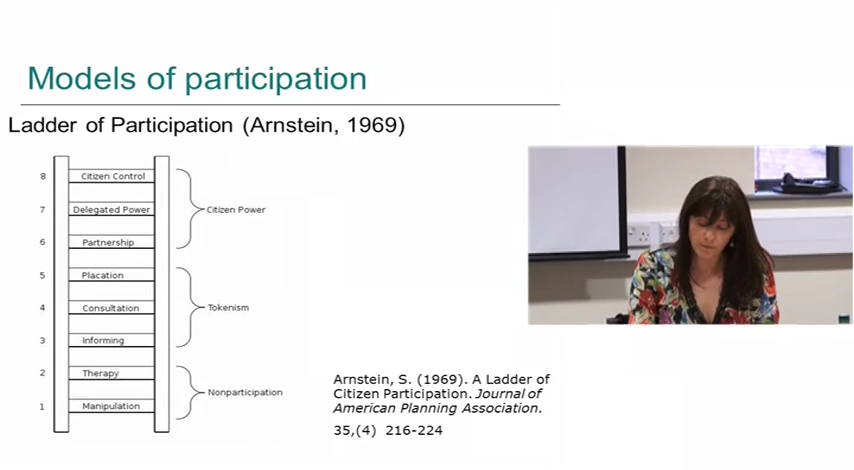 Models of participation
Ladder of Participation (Arnstein, 1969)
8 Citizen Control
7 Delegated Power
Citizen Power
6 Partnership
5 Placation
4 Consultation
Tokenism
3 Informing
2 Therapy
Nonparticipation
1 Manipulation
Arnstein, S. (1969). A Ladder of
Citizen Participation. Journal of
American Planning Association.
35,(4) 216-224